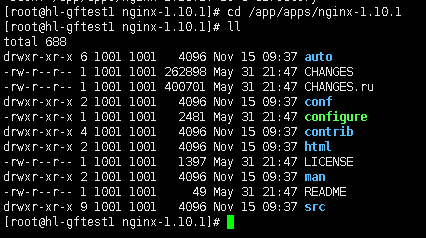 [root@hl-gftest1 nginx-1.10.1]# cd /app/apps/nginx-1.10.1
[root@hl-gftest1 nginx-1.10.1]# ll
total 688
drwxr-xr-x 6 1001 1001   4096 Nov 15 09:37 auto
-rw-r--r-- 1 1001 1001 262898 May 31 21:47 CHANGES
-rw-r--r-- 1 1001 1001 400701 May 31 21:47 CHANGES.ru
drwxr-xr-x 2 1001 1001   4096 Nov 15 09:37 conf
-rwxr-xr-x 1 1001 1001   2481 May 31 21:47 configure
drwxr-xr-x 4 1001 1001   4096 Nov 15 09:37 contrib
drwxr-xr-x 2 1001 1001   4096 Nov 15 09:37 html
-rw-r--r-- 1 1001 1001   1397 May 31 21:47 LICENSE
drwxr-xr-x 2 1001 1001   4096 Nov 15 09:37 man
-rw-r--r-- 1 1001 1001     49 May 31 21:47 README
drwxr-xr-x 9 1001 1001   4096 Nov 15 09:37 src
[root@hl-gftest1 nginx-1.10.1]#